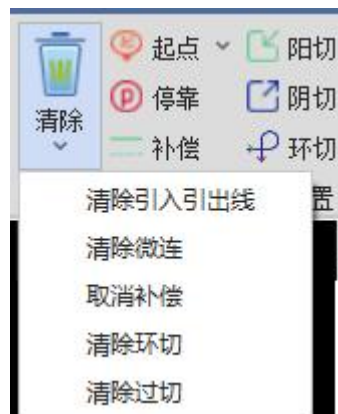 起点 阳切
停靠 阴切
清除
补偿 环切
置
清除引入引出线
清除微连
取消补偿
清除环切
清除过切